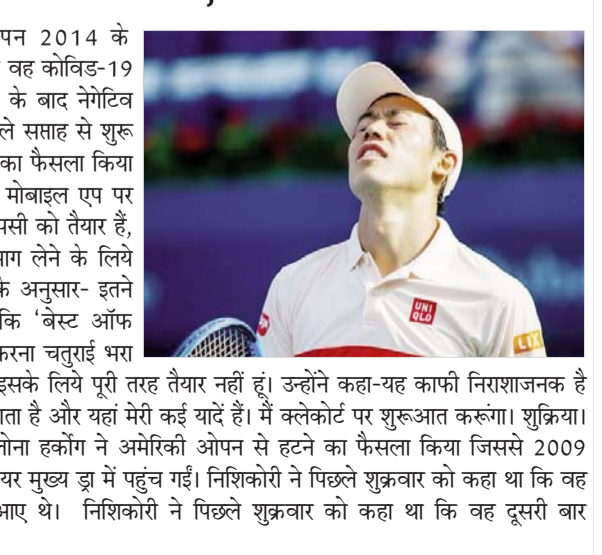 पन 2014 के
वह कोविड-19
के बाद नेगेटिव
ले सप्ताह से शुरू
का फैसला किया
मोबाइल एप पर
सी को तैयार हैं,
ाग लेने के लिये
के अनुसार- इतने
कि ‘बेस्ट ऑफ
करना चतुराई भरा
UNI
QLO
LIX
इसके लिये पूरी तरह तैयार नहीं हूं। उन्होंने कहा-यह काफी निराशाजनक है
ाता है और यहां मेरी कई यादें हैं। मैं क्लेकोर्ट पर शुरूआत करूंगा। शुक्रिया।
ोना हर्कोग ने अमेरिकी ओपन से हटने का फैसला किया जिससे 2009
यर मुख्य ड्रा में पहुंच गईं। निशिकोरी ने पिछले शुक्रवार को कहा था कि वह
आए थे। निशिकोरी ने पिछले शुक्रवार को कहा था कि वह दूसरी बार